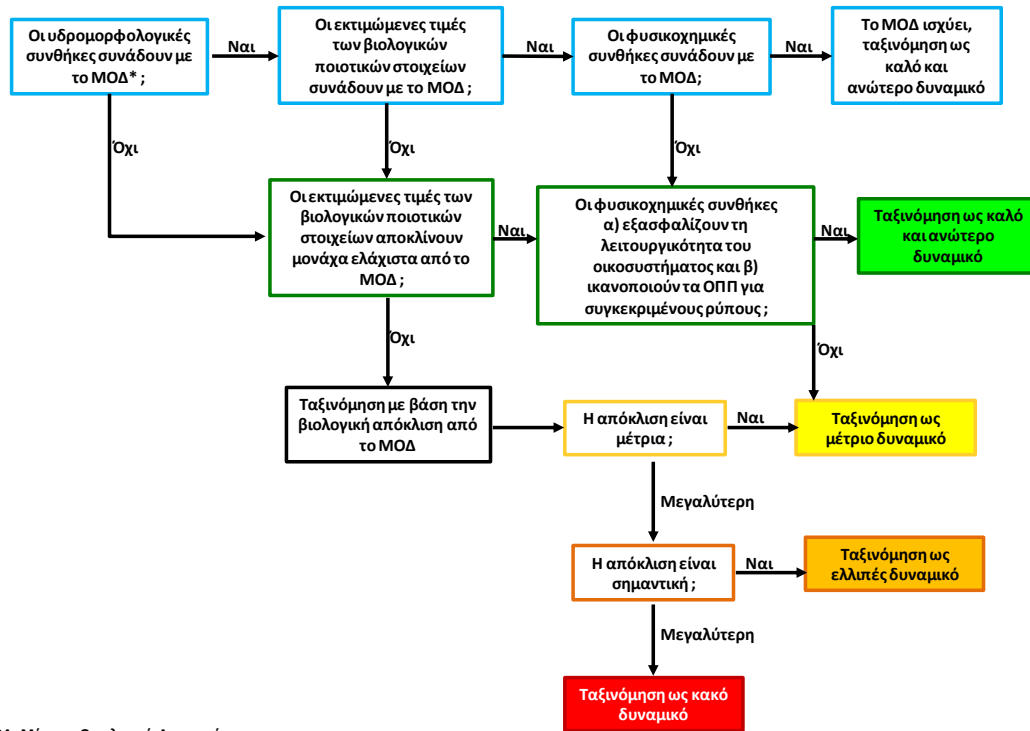 Οι υδρομορφολογικές
συνθήκες συνάδουν με
το ΜΟΔ* ;
Ναι
Οι εκτιμώμενες τιμές
των βιολογικών
ποιοτικών στοιχείων
συνάδουν με το ΜΟΔ ;
Ναι
Οι φυσικοχημικές
συνθήκες συνάδουν με
το ΜΟΔ;
Ναι
Το ΜΟΔ ισχύει,
ταξινόμηση ως
καλό και
ανώτερο δυναμικό
Όχι
Όχι
Όχι
Οι εκτιμώμενες τιμές των
βιολογικών ποιοτικών
στοιχείων αποκλίνουν
μονάχα ελάχιστα από το
ΜΟΔ ;
Ναι
Οι φυσικοχημικές συνθήκες
α) εξασφαλίζουν τη
λειτουργικότητα του
οικοσυστήματος και β)
ικανοποιούν τα ΟΠΠ για
συγκεκριμένους ρύπους ;
Ναι
Ταξινόμηση ως καλό
και ανώτερο
δυναμικό
Όχι
Όχι
Ταξινόμηση με βάση την
βιολογική απόκλιση από
το ΜΟΔ
Η απόκλιση είναι
μέτρια ;
Ναι
Ταξινόμηση ως
μέτριο δυναμικό
Μεγαλύτερη
Η απόκλιση είναι
σημαντική ;
Ναι
Ταξινόμηση ως
ελλιπές δυναμικό
Μεγαλύτερη
Ταξινόμηση ως κακό
δυναμικό